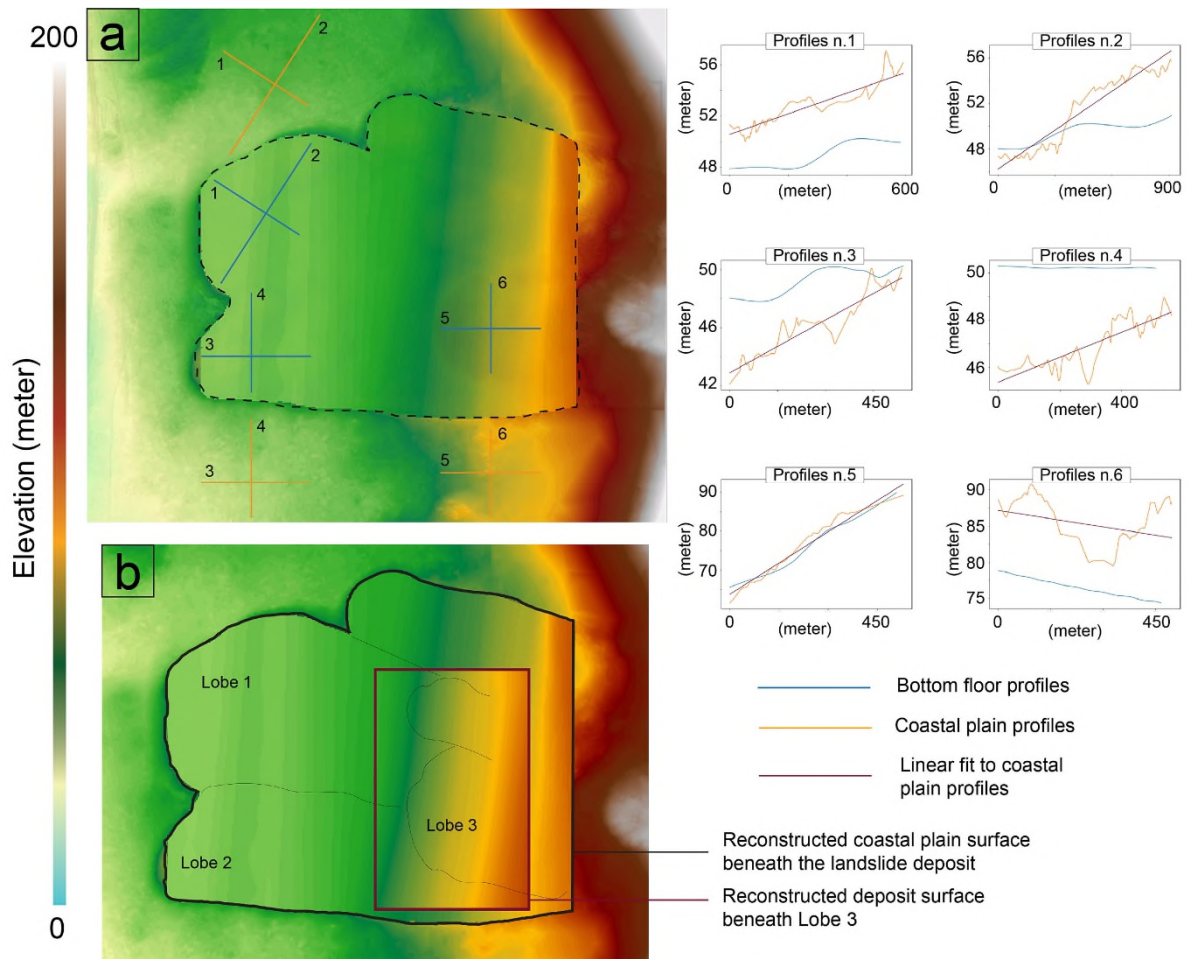 200
Elevation (meter)
0
a
1
2
1
2
4
3
6
5
4
3
6
5
b
Lobe 1
Lobe 2
Lobe 3
Profiles n.1
56
52
48
(meter)
0
(meter)
600
Profiles n.2
56
52
48
(meter)
0
(meter)
900
Profiles n.3
50
46
42
(meter)
0
450
(meter)
Profiles n.4
50
48
46
(meter)
0
400
(meter)
Profiles n.5
90
80
70
(meter)
0
450
(meter)
Profiles n.6
90
85
80
75
(meter)
0
450
(meter)
Bottom floor profiles
Coastal plain profiles
Linear fit to coastal
plain profiles
Reconstructed coastal plain surface
beneath the landslide deposit
Reconstructed deposit surface
beneath Lobe 3